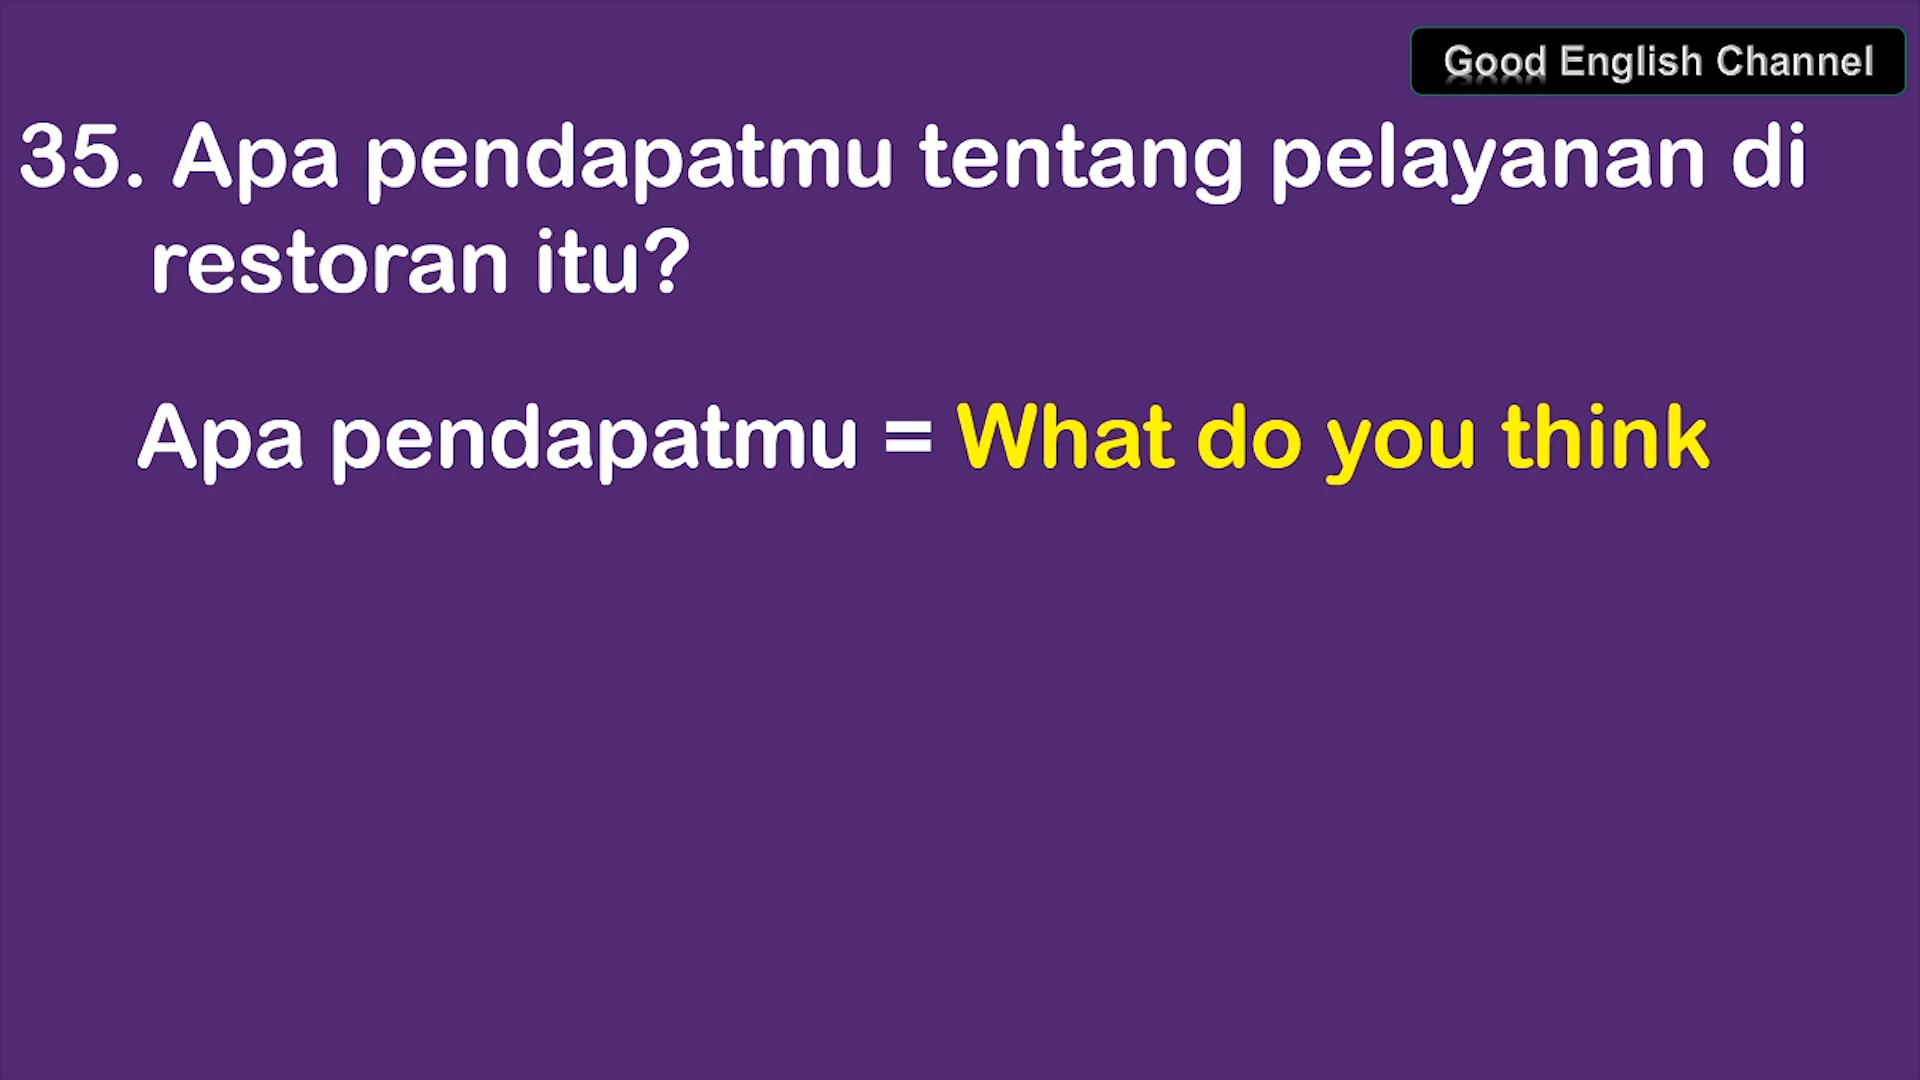 Good English Channel
35. Apa pendapatmu tentang pelayanan di
restoran itu?
Apa pendapatmu = What do you think